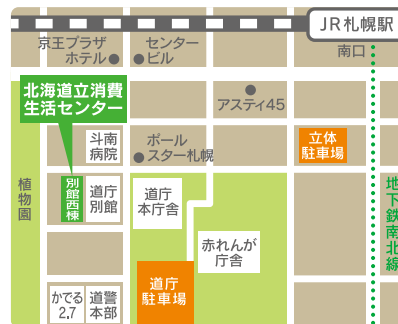 JR札幌駅
南口
京王プラザ
ホテル
センター
ビル
北海道立消費
生活センター
アスティ45
斗南
病院
ポール
スター札幌
立体
駐車場
植物園
別館西棟
道庁
別館
道庁
本庁舎
地下鉄南北線
赤れんが
庁舎
道庁
駐車場
かでる
2.7
道警
本部